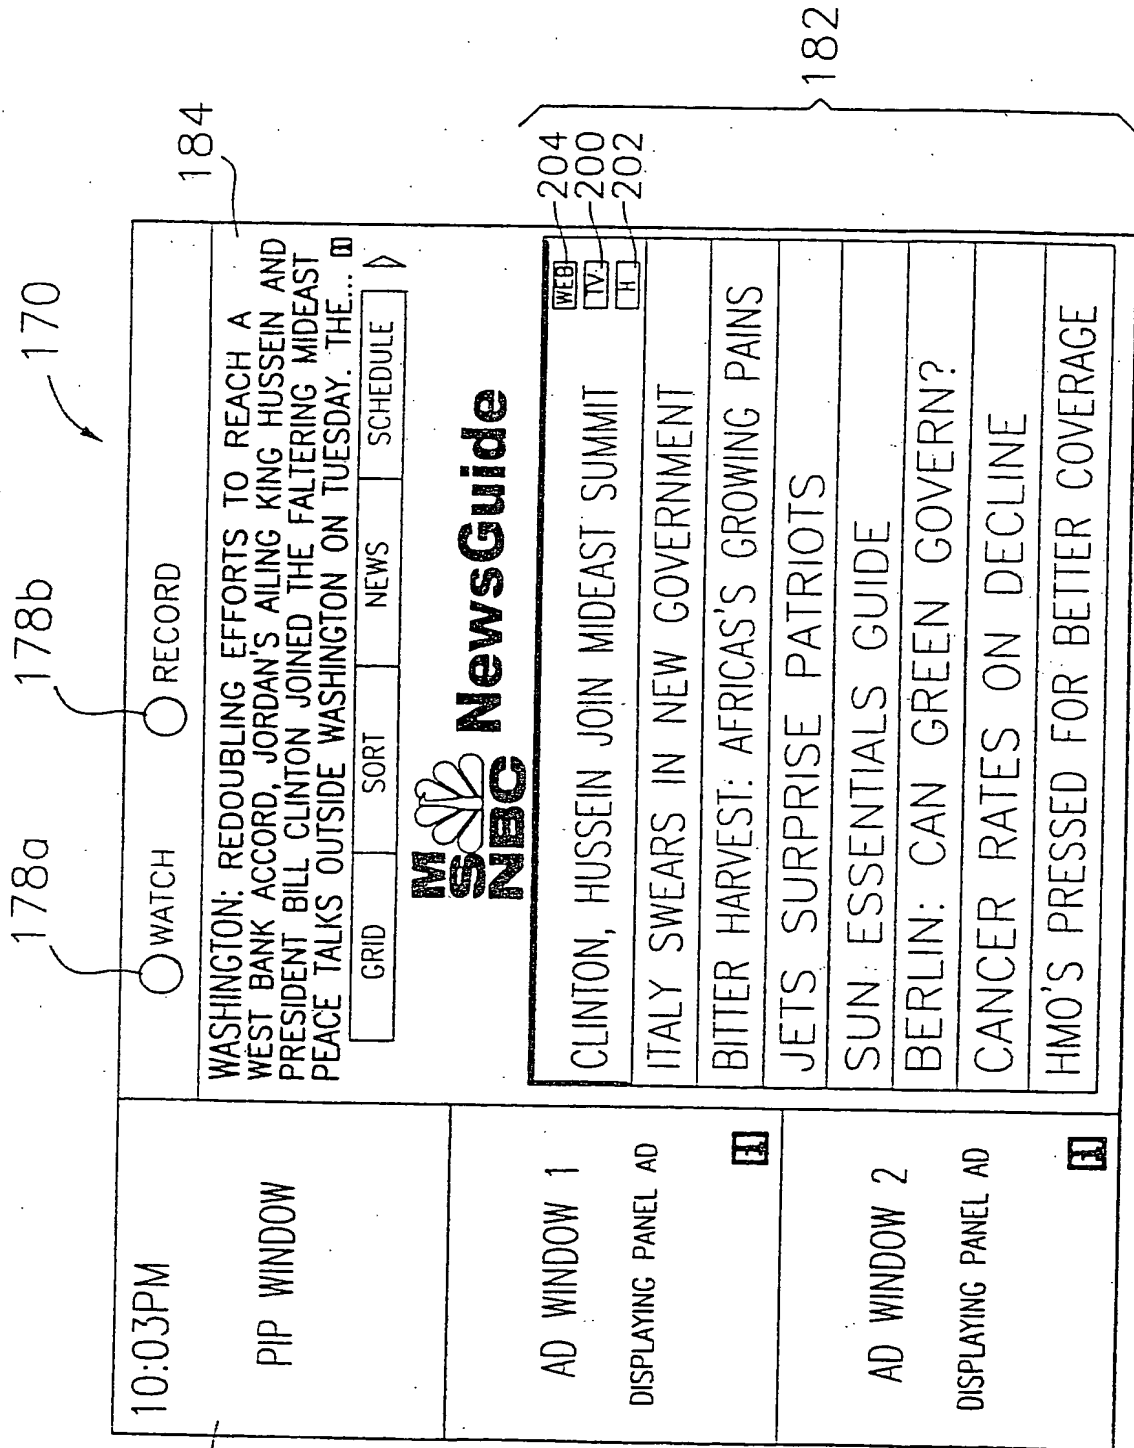 170
178a
178b
10:03PM
WATCH
RECORD
184
PIP WINDOW
WASHINGTON: REDOUBLING EFFORTS TO REACH A
WEST BANK ACCORD, JORDAN'S AILING KING HUSSEIN AND
PRESIDENT BILL CLINTON JOINED THE FALTERING MIDEAST
PEACE TALKS OUTSIDE WASHINGTON ON TUESDAY. THE... i
GRID SORT NEWS SCHEDULE
MSNBC NewsGuide
AD WINDOW 1
DISPLAYING PANEL AD
i
CLINTON, HUSSEIN JOIN MIDEAST SUMMIT
WEB
TV
H
204
200
202
ITALY SWEARS IN NEW GOVERNMENT
BITTER HARVEST: AFRICAS'S GROWING PAINS
JETS SURPRISE PATRIOTS
SUN: ESSENTIALS GUIDE
BERLIN: CAN GREEN GOVERN?
CANCER RATES ON DECLINE
HMO'S PRESSED FOR BETTER COVERAGE
182
AD WINDOW 2
DISPLAYING PANEL AD
i